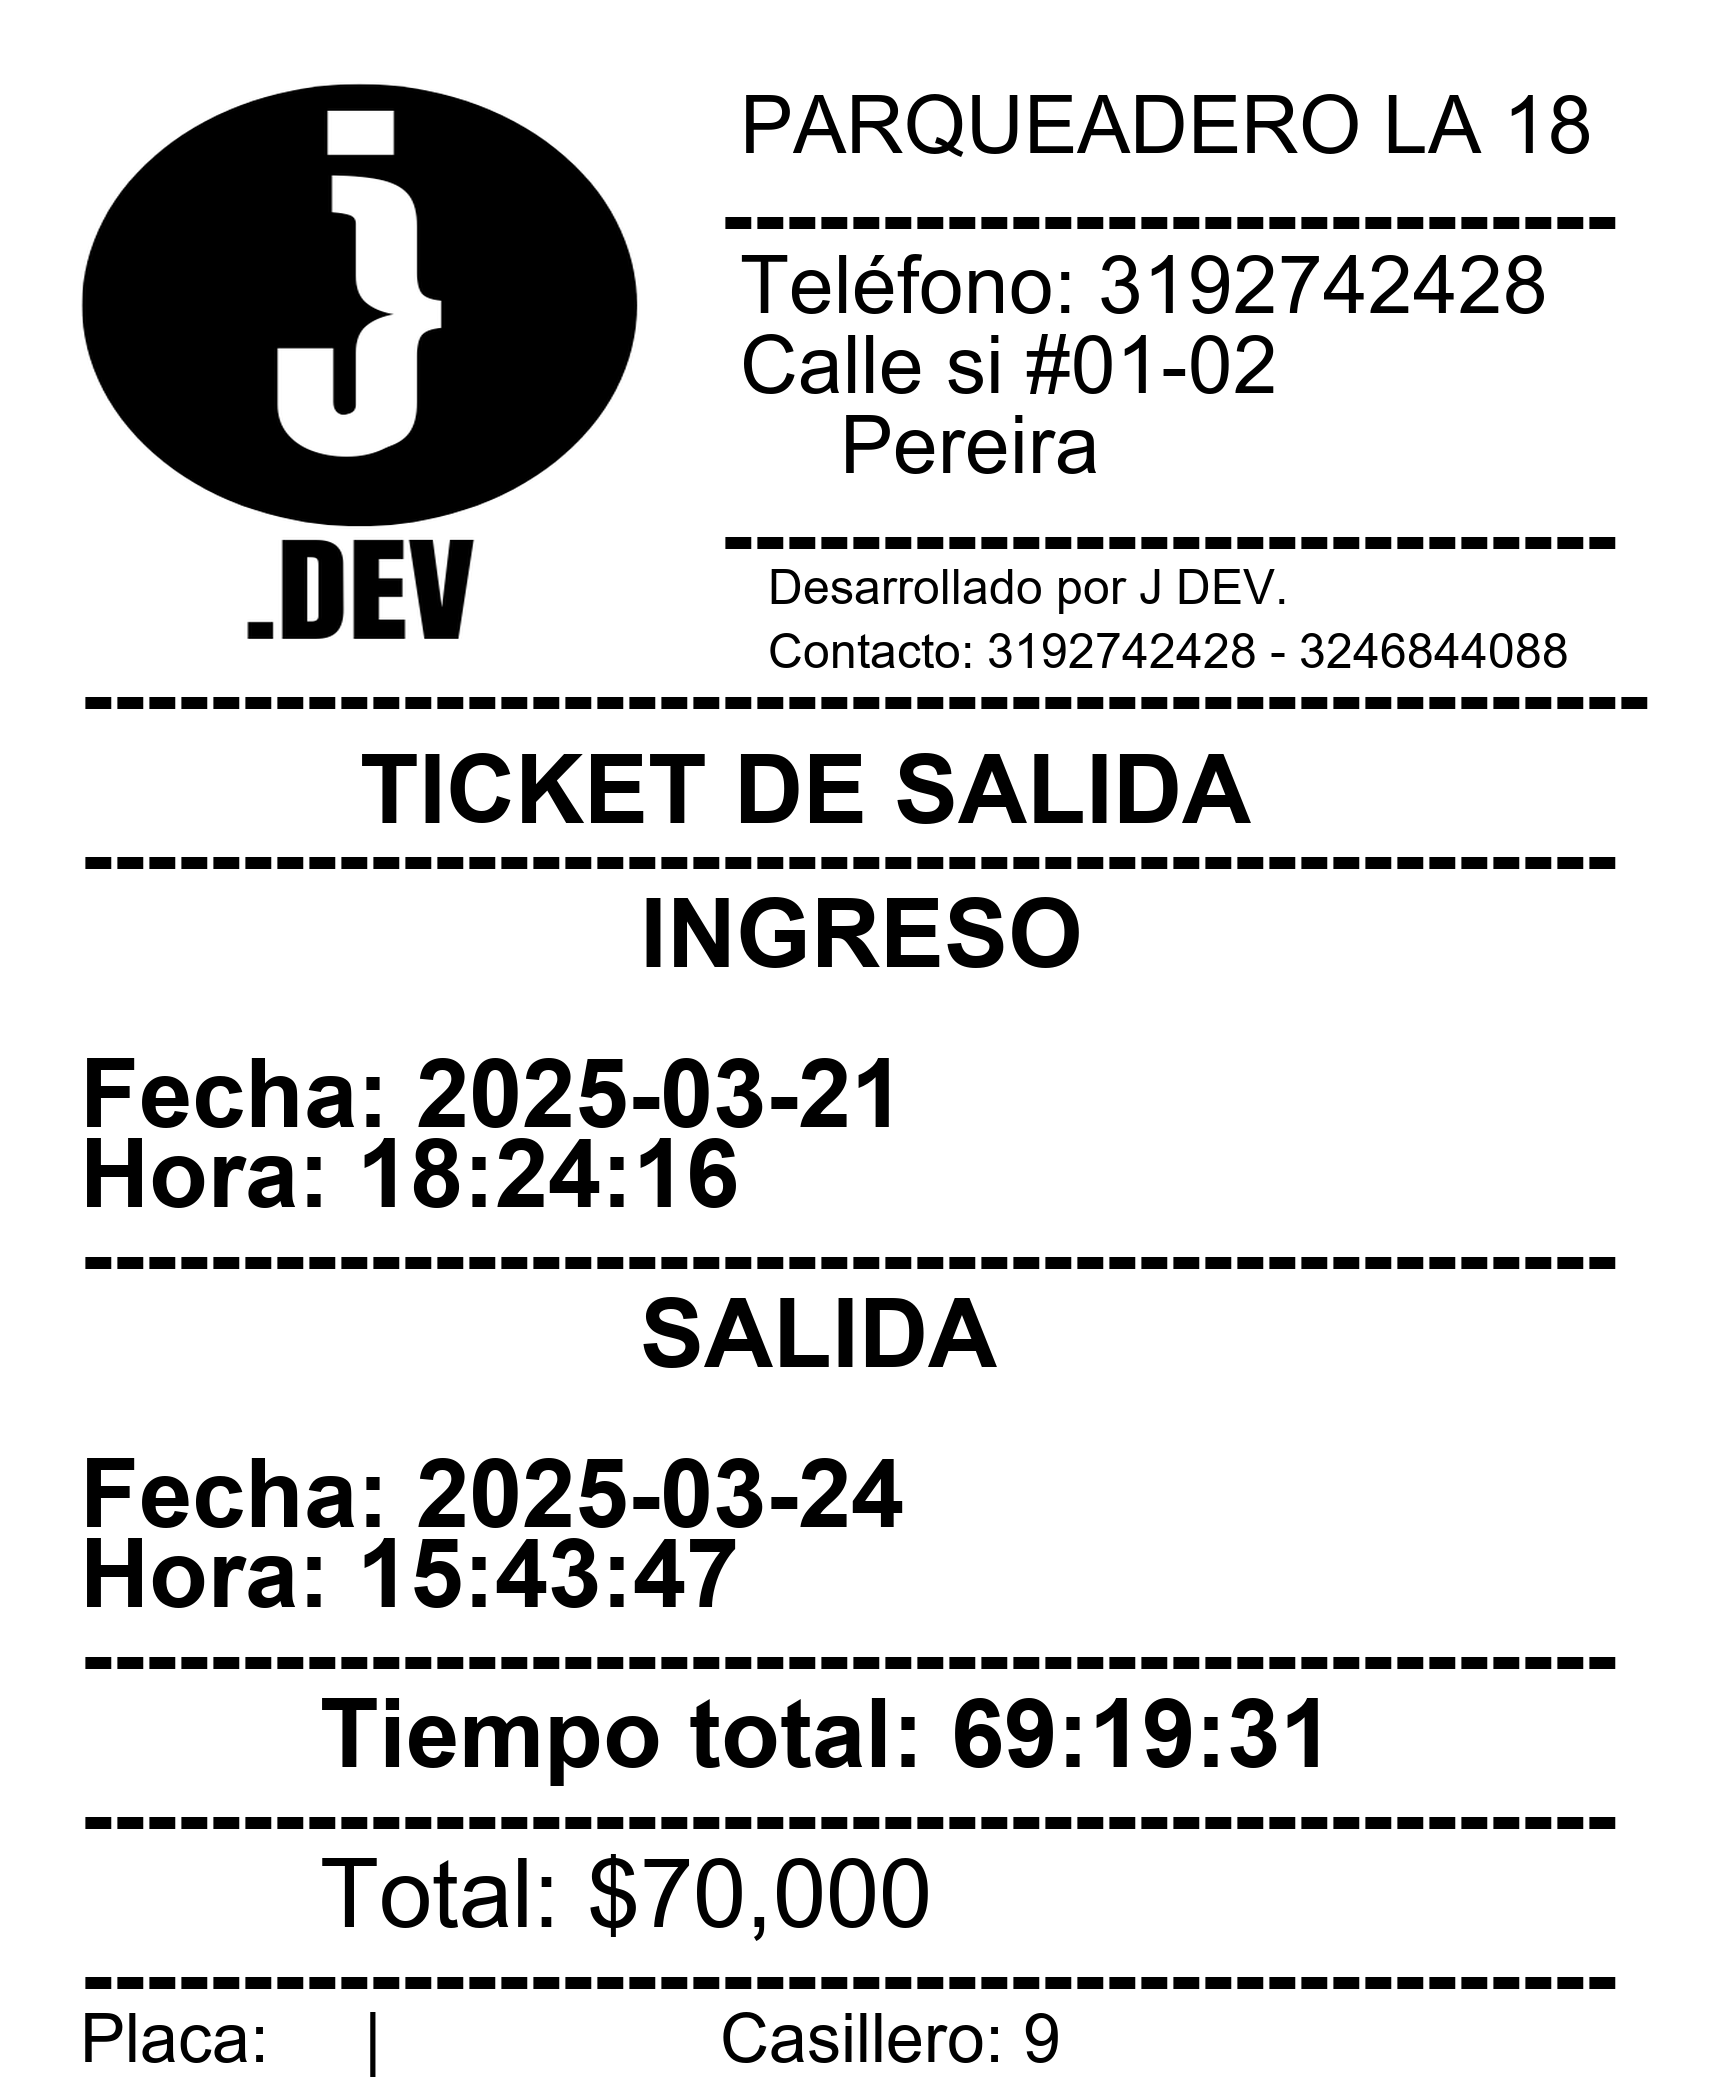 j
.DEV
PARQUEADERO LA 18
----------------------------
Teléfono: 3192742428
Calle si #01-02
Pereira
----------------------------
Desarrollado por J DEV.
Contacto: 3192742428 - 3246844088
-------------------------------------------------
TICKET DE SALIDA
------------------------------------------------
INGRESO
Fecha: 2025-03-21
Hora: 18:24:16
------------------------------------------------
SALIDA
Fecha: 2025-03-24
Hora: 15:43:47
------------------------------------------------
Tiempo total: 69:19:31
------------------------------------------------
Total: $70,000
------------------------------------------------
Placa: | Casillero: 9